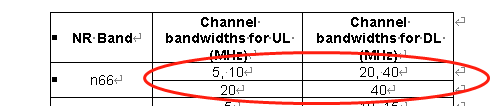 NR Band
Channel
bandwidths for UL
(MHz)
Channel
bandwidths for DL
(MHz)
n66
5, 10
20, 40
20
40